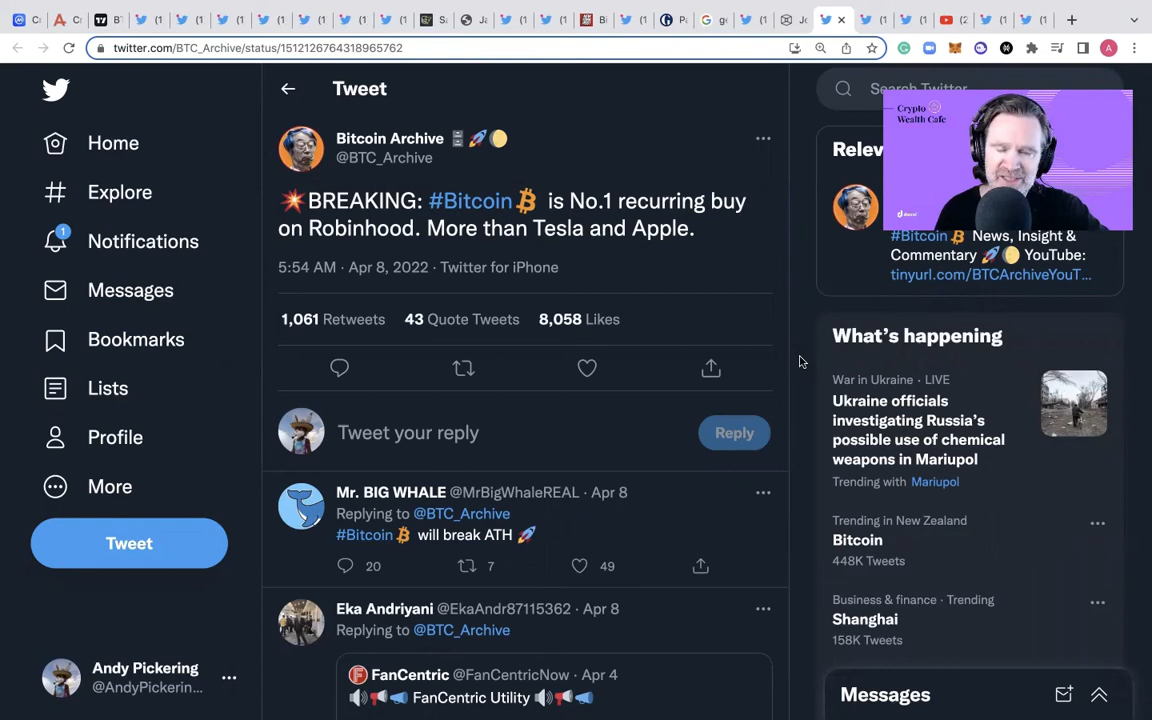 twitter.com/BTC_Archive/status/1512126764318965762
Home
Explore
1
Notifications
Messages
Bookmarks
Lists
Profile
More
Tweet
Andy Pickering
@AndyPickerin...
Tweet
Bitcoin Archive
@BTC_Archive
BREAKING: #Bitcoin is No.1 recurring buy
on Robinhood. More than Tesla and Apple.
5:54 AM · Apr 8, 2022 · Twitter for iPhone
1,061 Retweets 43 Quote Tweets 8,058 Likes
Tweet your reply
Reply
Mr. BIG WHALE @MrBigWhaleREAL · Apr 8
Replying to @BTC_Archive
#Bitcoin will break ATH
20 7 49
Eka Andriyani @EkaAndr87115362 · Apr 8
Replying to @BTC_Archive
FanCentric @FanCentricNow · Apr 4
FanCentric Utility
Search Twitter
Crypto
Wealth Cafe
Relev
#Bitcoin News, Insight &
Commentary YouTube:
tinyurl.com/BTCArchiveYouT...
What's happening
War in Ukraine · LIVE
Ukraine officials
investigating Russia's
possible use of chemical
weapons in Mariupol
Trending with Mariupol
Trending in New Zealand
Bitcoin
448K Tweets
Business & finance · Trending
Shanghai
158K Tweets
Messages